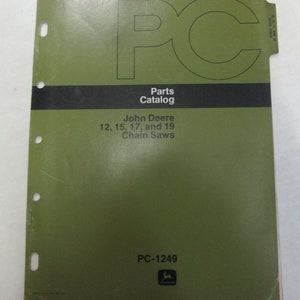 PC
Parts
Catalog
John Deere
12, 15, 17, and 19
Chain Saws
PC-1249